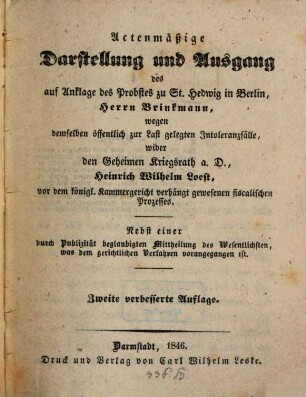 Actenmäßige
Darstellung und Ausgang
des
auf Anklage des Probstes zu St. Hedwig in Berlin,
Herrn Brinkmann,
wegen
demselben öffentlich zur Last gelegten Intoleranzfälle,
wider
den Geheimen Kriegsrath a. D.,
Heinrich Wilhelm Loest,
vor dem königl. Kammergericht verhängt gewesenen fiscalischen
Prozesses.
Nebst einer
durch Publizität beglaubigten Mittheilung des Wesentlichsten,
was dem gerichtlichen Verfahren vorangegangen ist.
Zweite verbesserte Auflage.
Darmstadt, 1846.
Druck und Verlag von Carl Wilhelm Leske.